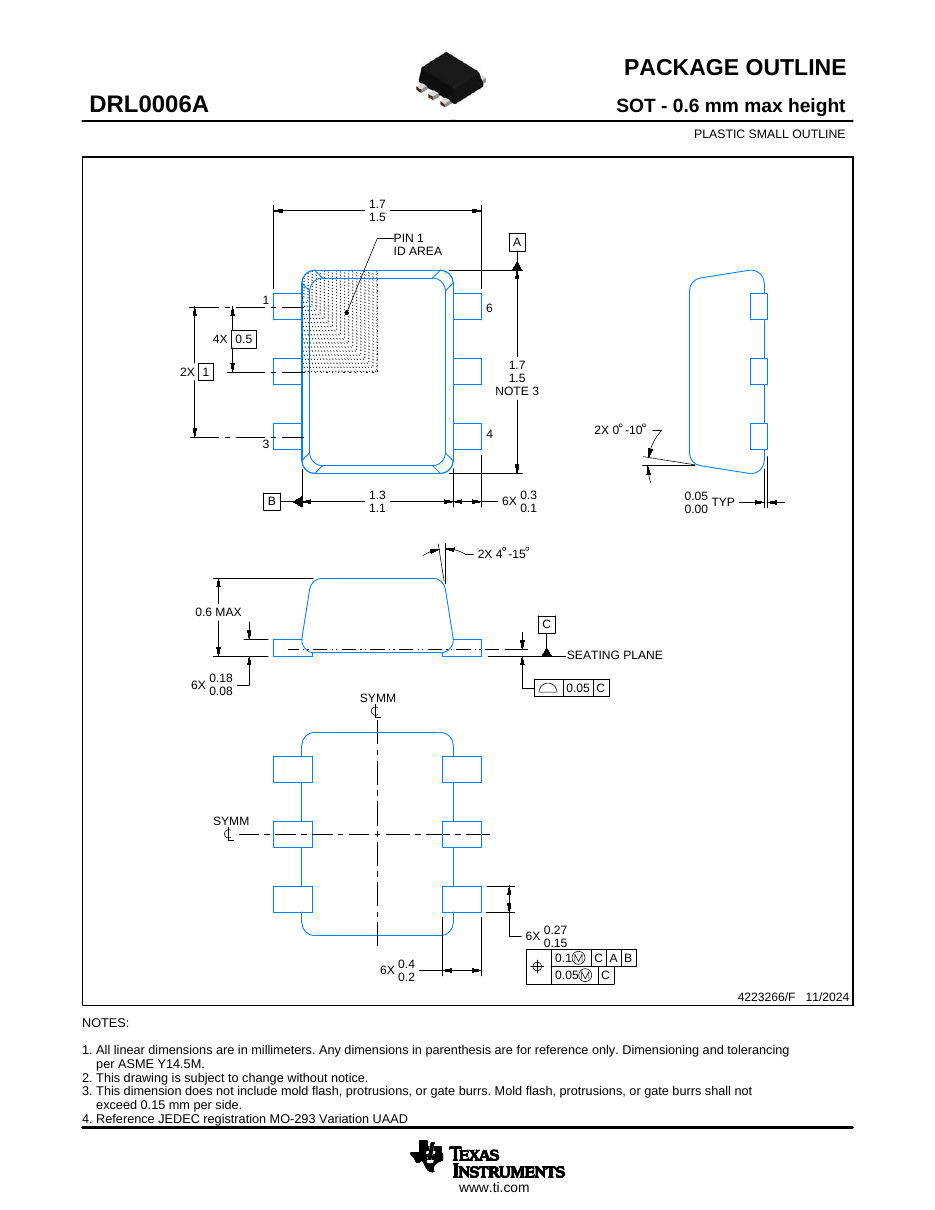 PACKAGE OUTLINE
DRL0006A
SOT - 0.6 mm max height
PLASTIC SMALL OUTLINE
1.7
1.5
PIN 1
ID AREA
A
1
6
4X 0.5
2X 1
1.7
1.5
NOTE 3
3
4
2X 0°-10°
B
1.3
1.1
6X 0.3
0.1
0.05
0.00 TYP
2X 4°-15°
0.6 MAX
C
SEATING PLANE
6X 0.18
0.08
0.05 C
SYMM
SYMM
6X 0.27
0.15
0.1Ⓜ C A B
0.05Ⓜ C
6X 0.4
0.2
4223266/F 11/2024
NOTES:
1. All linear dimensions are in millimeters. Any dimensions in parenthesis are for reference only. Dimensioning and tolerancing
per ASME Y14.5M.
2. This drawing is subject to change without notice.
3. This dimension does not include mold flash, protrusions, or gate burrs. Mold flash, protrusions, or gate burrs shall not
exceed 0.15 mm per side.
4. Reference JEDEC registration MO-293 Variation UAAD
TEXAS
INSTRUMENTS
www.ti.com